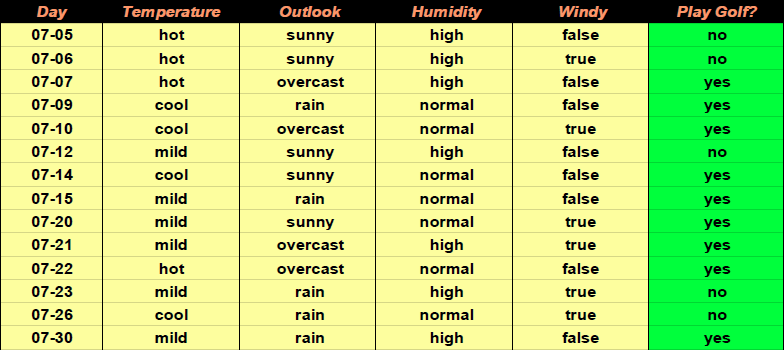 Day Temperature Outlook Humidity Windy Play Golf?
07-05 hot sunny high false no
07-06 hot sunny high true no
07-07 hot overcast high false yes
07-09 cool rain normal false yes
07-10 cool overcast normal true yes
07-12 mild sunny high false no
07-14 cool sunny normal false yes
07-15 mild rain normal false yes
07-20 mild sunny normal true yes
07-21 mild overcast high true yes
07-22 hot overcast normal false yes
07-23 mild rain high true no
07-26 cool rain normal true no
07-30 mild rain high false yes